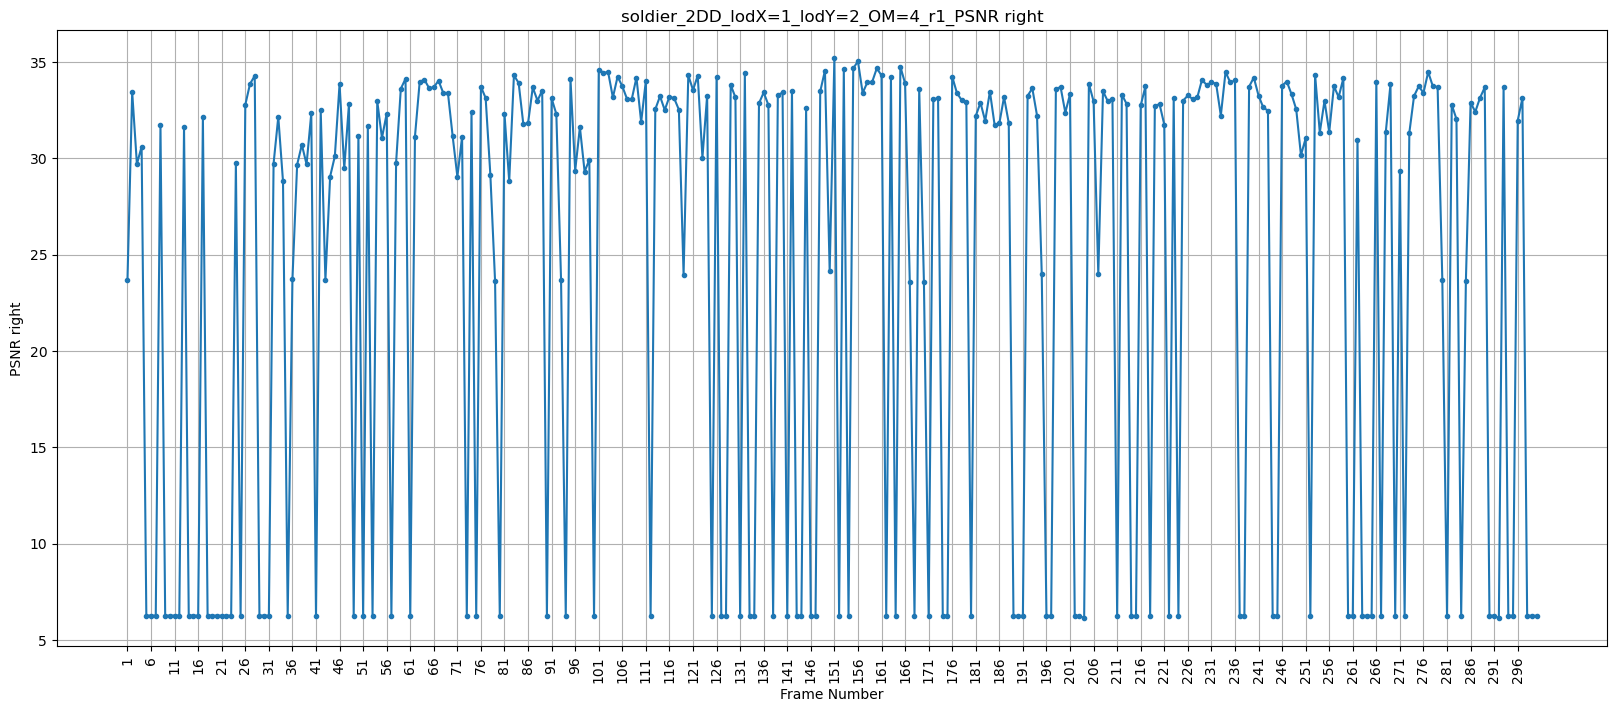 soldier_2DD_lodX=1_lodY=2_OM=4_r1_PSNR right
PSNR right
35
30
25
20
15
10
5
1 6 11 16 21 26 31 36 41 46 51 56 61 66 71 76 81 86 91 96 101 106 111 116 121 126 131 136 141 146 151 156 161 166 171 176 181 186 191 196 201 206 211 216 221 226 231 236 241 246 251 256 261 266 271 276 281 286 291 296
Frame Number